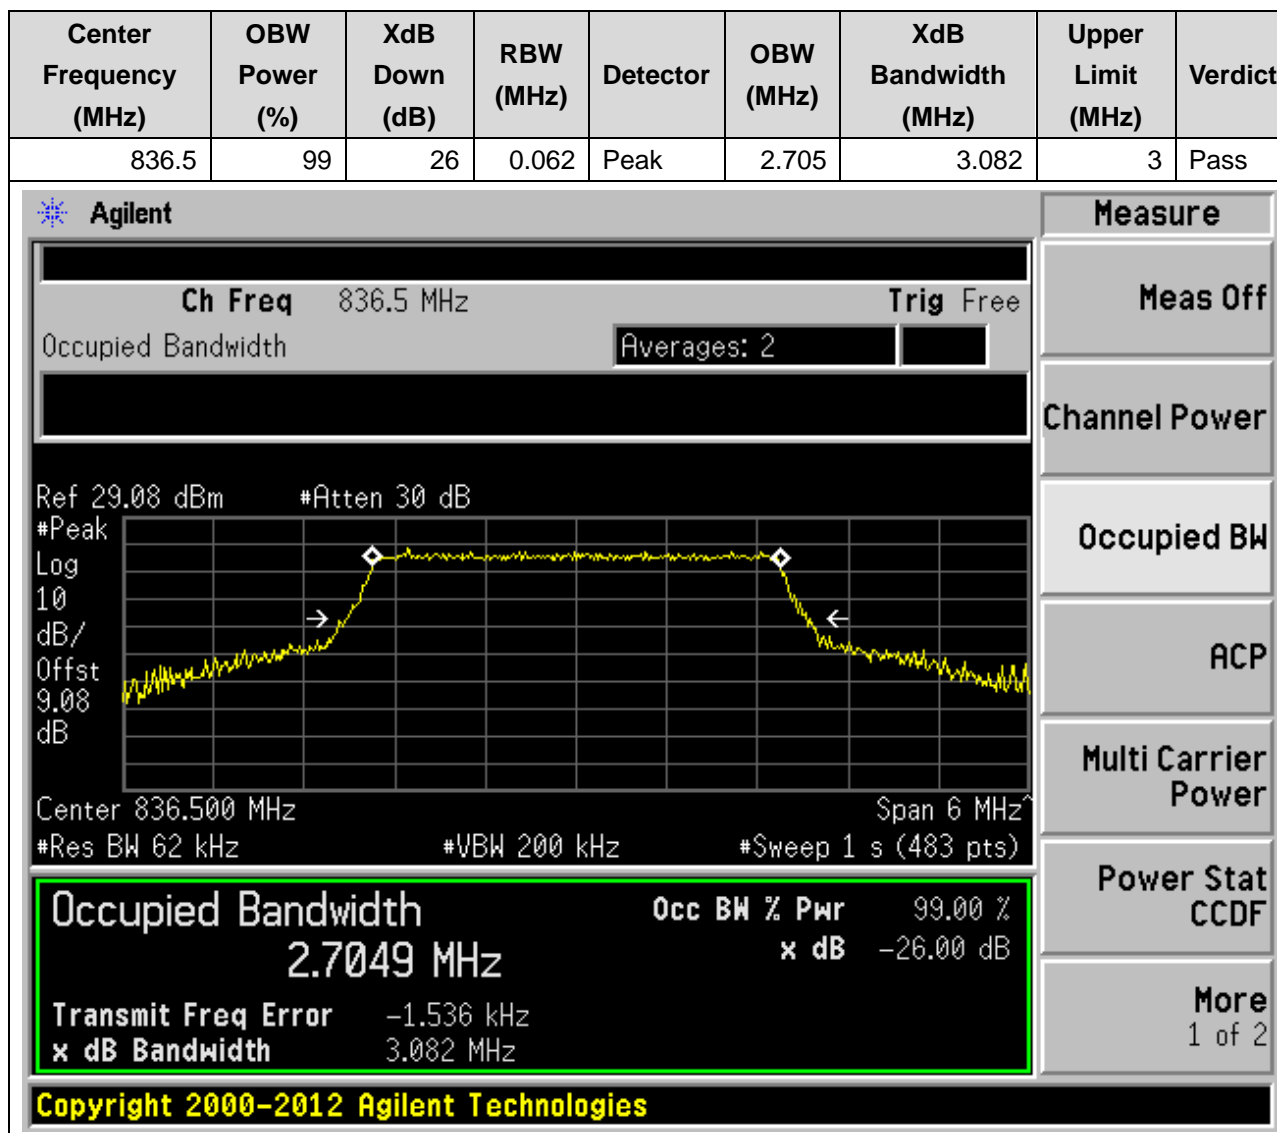 Center Frequency (MHz) OBW Power (%) XdB Down (dB) RBW (MHz) Detector OBW (MHz) XdB Bandwidth (MHz) Upper Limit (MHz) Verdict
836.5 99 26 0.062 Peak 2.705 3.082 3 Pass
Agilent
Measure
Ch Freq 836.5 MHz Trig Free
Occupied Bandwidth Averages: 2
Meas Off
Channel Power
Occupied BW
ACP
Multi Carrier
Power
Power Stat
CCDF
More
1 of 2
Ref 29.08 dBm #Atten 30 dB
#Peak
Log
10
dB/
Offst
9.08
dB
Center 836.500 MHz Span 6 MHz^
#Res BW 62 kHz #VBW 200 kHz #Sweep 1 s (483 pts)
Occupied Bandwidth Occ BW % Pwr 99.00 %
2.7049 MHz x dB -26.00 dB
Transmit Freq Error -1.536 kHz
x dB Bandwidth 3.082 MHz
Copyright 2000-2012 Agilent Technologies